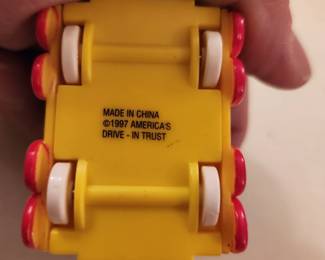 MADE IN CHINA
©1997 AMERICA'S
DRIVE - IN TRUST